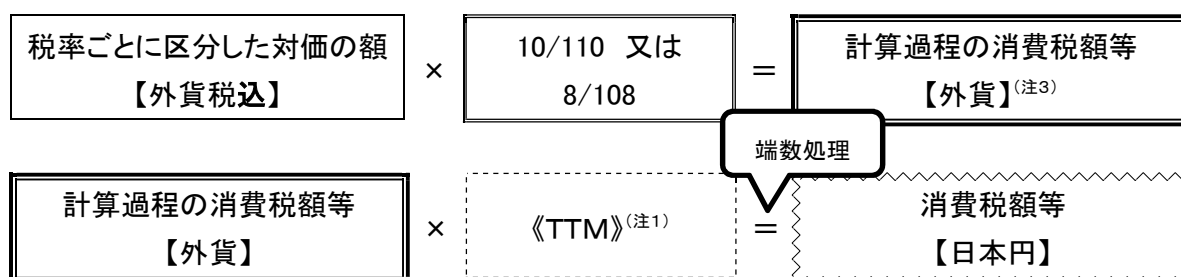 税率ごとに区分した対価の額
【外貨税込】
×
10/110 又は
8/108
=
計算過程の消費税額等
【外貨】(注3)
端数処理
計算過程の消費税額等
【外貨】
×
《TTM》(注1)
=
消費税額等
【日本円】